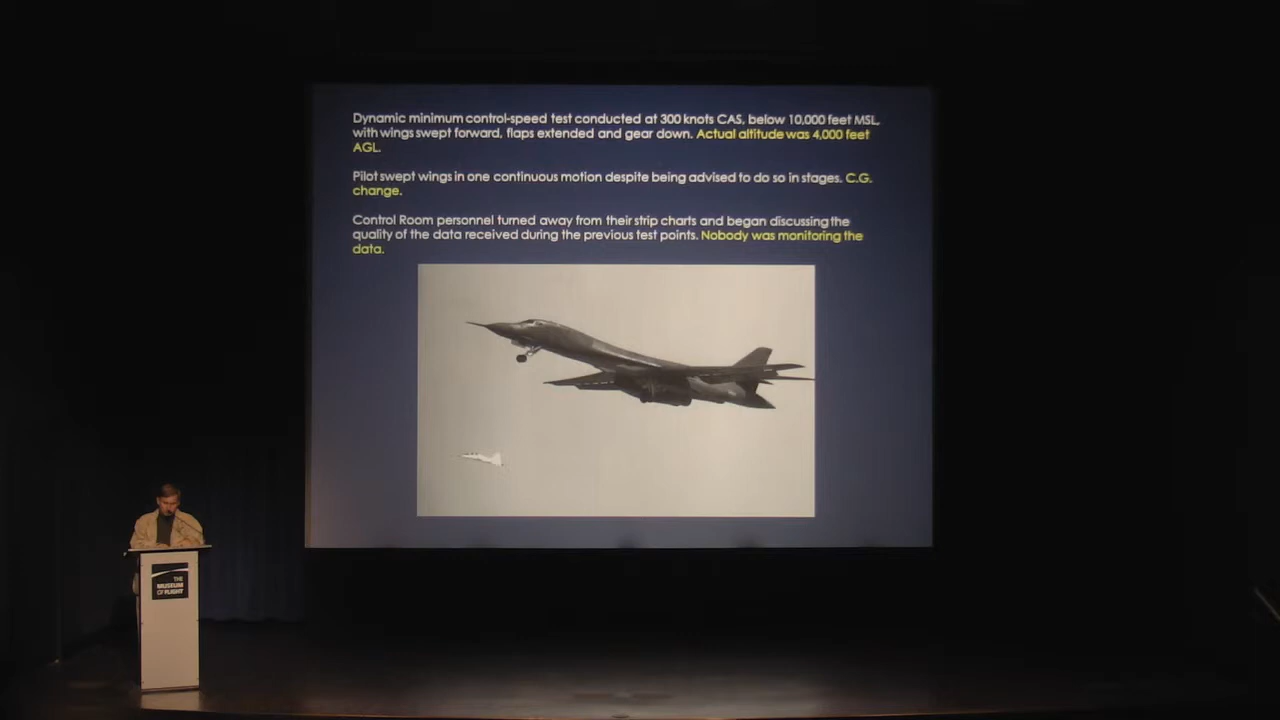 Dynamic minimum control-speed test conducted at 300 knots CAS, below 10,000 feet MSL,
with wings swept forward, flaps extended and gear down. Actual altitude was 4,000 feet
AGL.
Pilot swept wings in one continuous motion despite being advised to do so in stages. C.G.
change.
Control Room personnel turned away from their strip charts and began discussing the
quality of the data received during the previous test points. Nobody was monitoring the
data.
THE
MUSEUM
OF FLIGHT